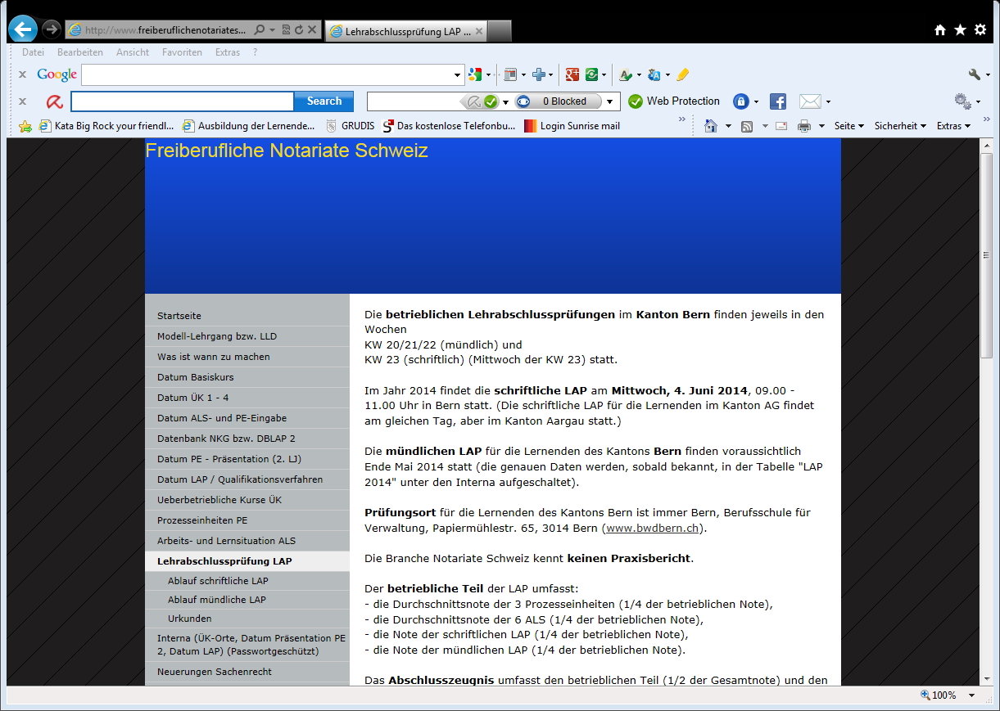 http://www.freiberuflichenotariates...
Lehrabschlussprüfung LAP ...
Datei Bearbeiten Ansicht Favoriten Extras ?
x Google
x Search 0 Blocked Web Protection
Kata Big Rock your friendl... Ausbildung der Lernende... GRUDIS Das kostenlose Telefonbu... Login Sunrise mail » Seite Sicherheit Extras »
Freiberufliche Notariate Schweiz
Startseite
Modell-Lehrgang bzw. LLD
Was ist wann zu machen
Datum Basiskurs
Datum ÜK 1 - 4
Datum ALS- und PE-Eingabe
Datenbank NKG bzw. DBLAP 2
Datum PE - Präsentation (2. LJ)
Datum LAP / Qualifikationsverfahren
Ueberbetriebliche Kurse ÜK
Prozesseinheiten PE
Arbeits- und Lernsituation ALS
Lehrabschlussprüfung LAP
Ablauf schriftliche LAP
Ablauf mündliche LAP
Urkunden
Interna (ÜK-Orte, Datum Präsentation PE
2, Datum LAP) (Passwortgeschützt)
Neuerungen Sachenrecht
Die betrieblichen Lehrabschlussprüfungen im Kanton Bern finden jeweils in den
Wochen
KW 20/21/22 (mündlich) und
KW 23 (schriftlich) (Mittwoch der KW 23) statt.
Im Jahr 2014 findet die schriftliche LAP am Mittwoch, 4. Juni 2014, 09.00 -
11.00 Uhr in Bern statt. (Die schriftliche LAP für die Lernenden im Kanton AG findet
am gleichen Tag, aber im Kanton Aargau statt.)
Die mündlichen LAP für die Lernenden des Kantons Bern finden voraussichtlich
Ende Mai 2014 statt (die genauen Daten werden, sobald bekannt, in der Tabelle "LAP
2014" unter den Interna aufgeschaltet).
Prüfungsort für die Lernenden des Kantons Bern ist immer Bern, Berufsschule für
Verwaltung, Papiermühlestr. 65, 3014 Bern (www.bwdbern.ch).
Die Branche Notariate Schweiz kennt keinen Praxisbericht.
Der betriebliche Teil der LAP umfasst:
- die Durchschnittsnote der 3 Prozesseinheiten (1/4 der betrieblichen Note),
- die Durchschnittsnote der 6 ALS (1/4 der betrieblichen Note),
- die Note der schriftlichen LAP (1/4 der betrieblichen Note),
- die Note der mündlichen LAP (1/4 der betrieblichen Note).
Das Abschlusszeugnis umfasst den betrieblichen Teil (1/2 der Gesamtnote) und den
100%